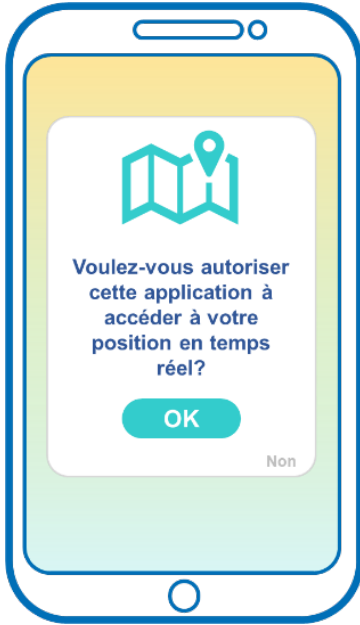 Voulez-vous autoriser
cette application à
accéder à votre
position en temps
réel?
OK
Non